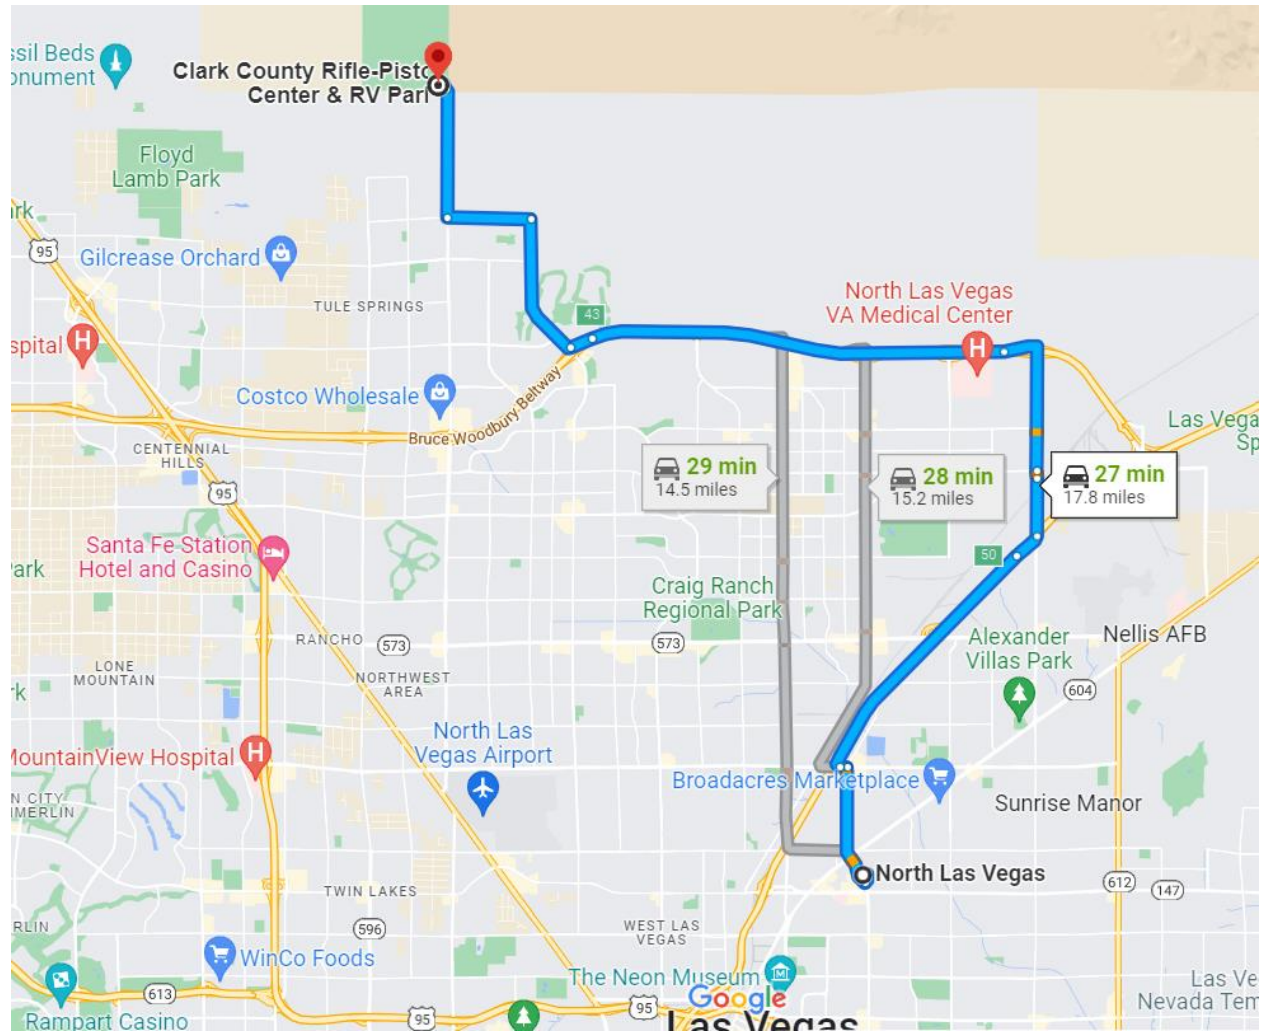 ssil Beds
onument
Clark County Rifle-Pisto
Center & RV Par
Floyd
Lamb Park
ark
95
Gilcrease Orchard
TULE SPRINGS
43
North Las Vegas
VA Medical Center
spital
H
H
Costco Wholesale
Bruce Woodbury Beltway
Las Vega
Sp
CENTENNIAL
HILLS
95
29 min
14.5 miles
28 min
15.2 miles
27 min
17.8 miles
Santa Fe Station
Hotel and Casino
ark
50
Craig Ranch
Regional Park
RANCHO
573
573
Alexander
Villas Park
Nellis AFB
LONE
MOUNTAIN
NORTHWEST
AREA
rk
604
North Las
Vegas Airport
MountainView Hospital
H
Broadacres Marketplace
Sunrise Manor
N CITY
MMERLIN
North Las Vegas
TWIN LAKES
612
147
RLIN
596
WEST LAS
VEGAS
WinCo Foods
The Neon Museum
613
95
95
Google
Las Ve
Nevada Tem
Rampart Casino
Las Vegas